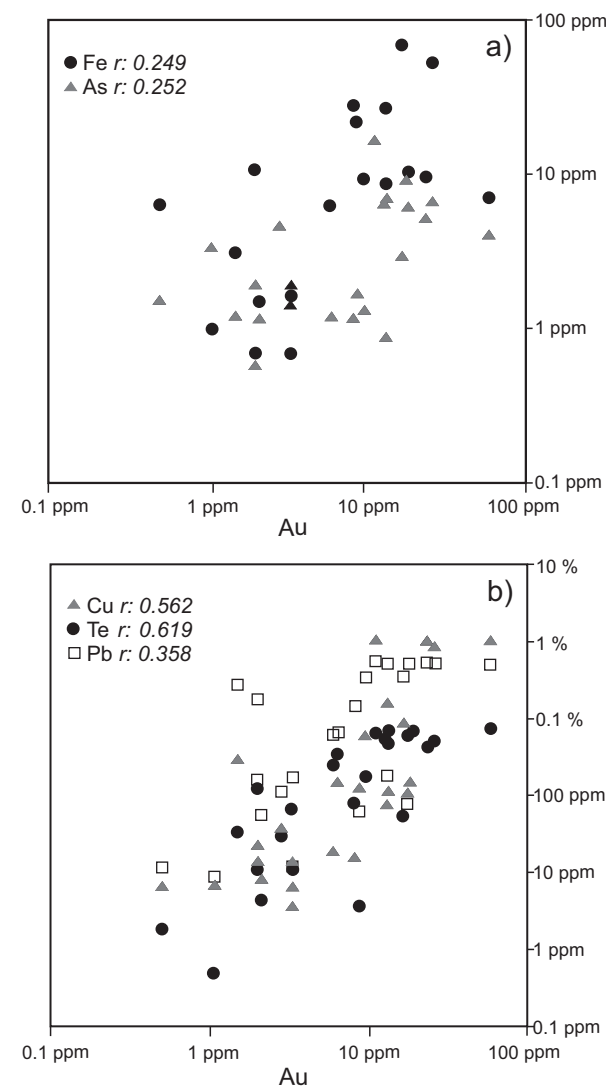 100 ppm
a)
Fe r: 0.249
As r: 0.252
10 ppm
1 ppm
0.1 ppm
0.1 ppm 1 ppm 10 ppm 100 ppm
Au
10 %
b)
Cu r: 0.562
Te r: 0.619
Pb r: 0.358
1 %
0.1 %
100 ppm
10 ppm
1 ppm
0.1 ppm
0.1 ppm 1 ppm 10 ppm 100 ppm
Au